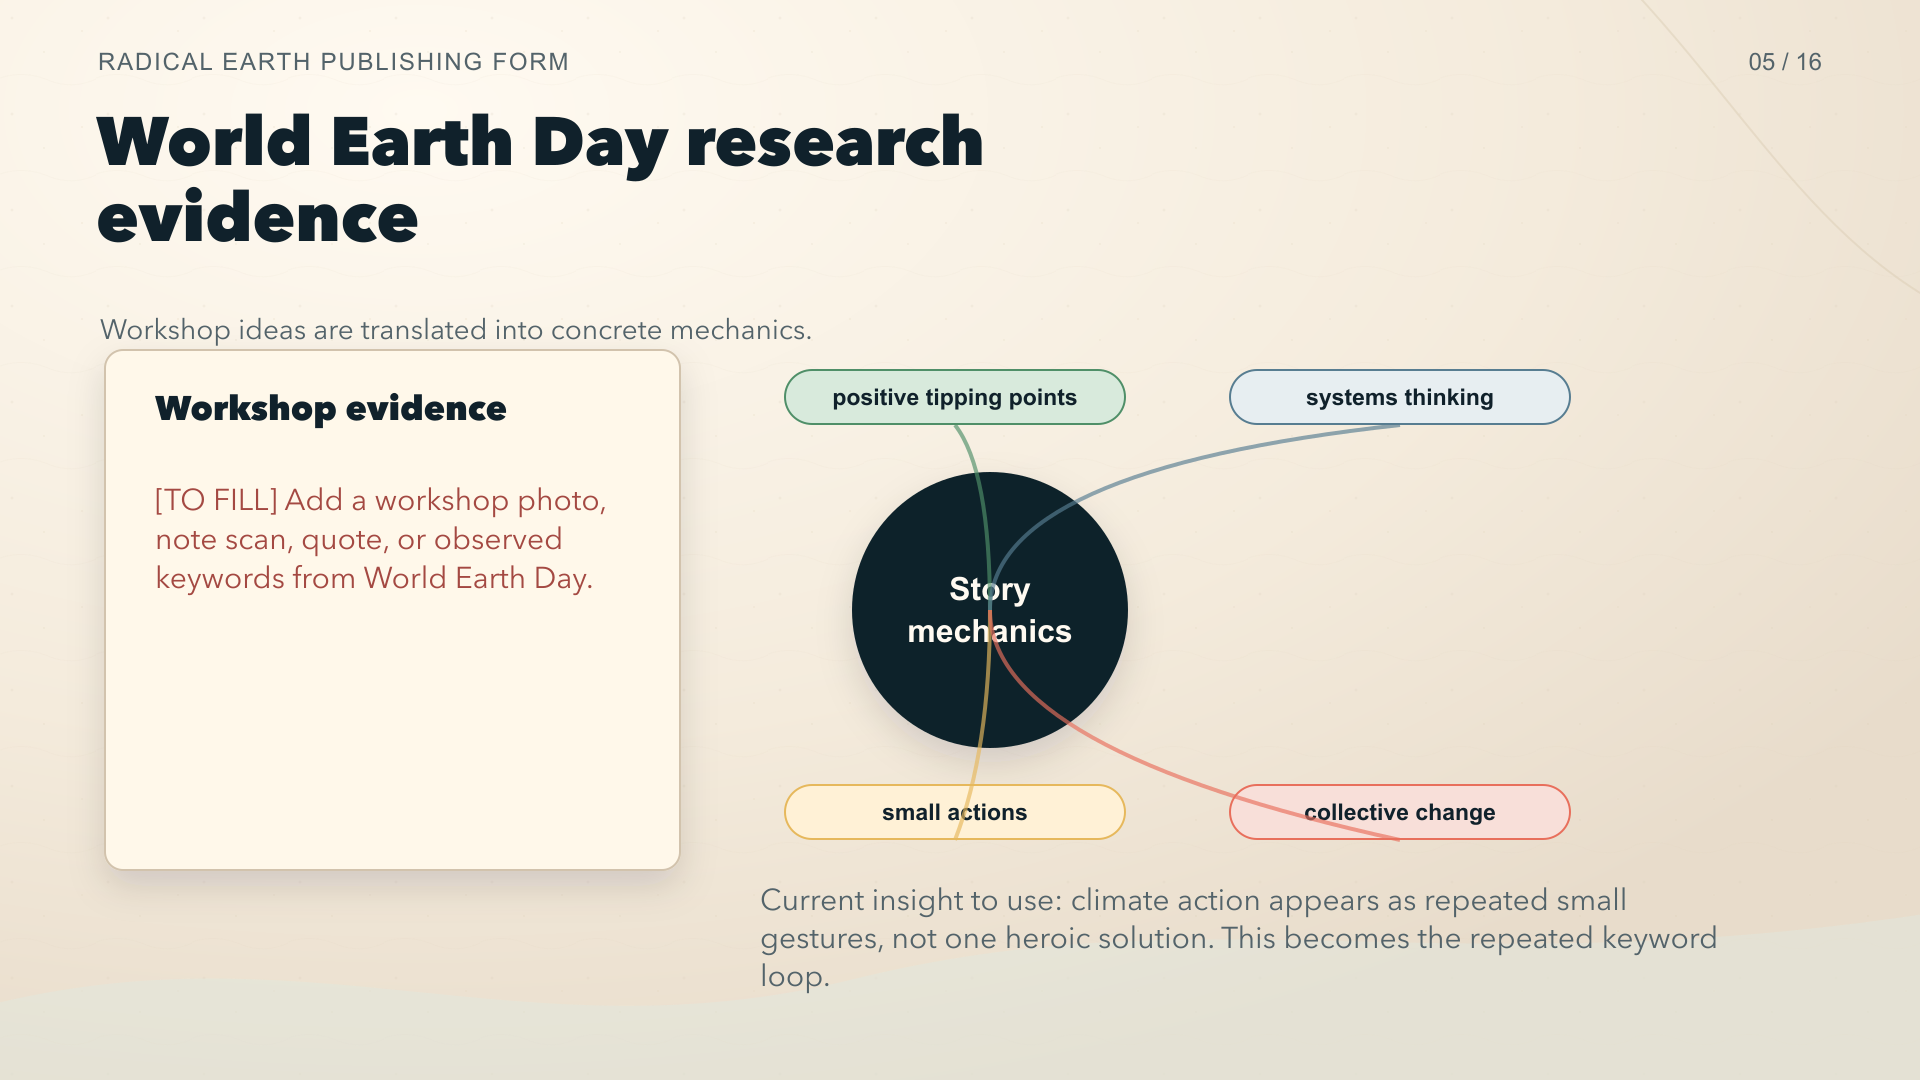 RADICAL EARTH PUBLISHING FORM
05 / 16
World Earth Day research
evidence
Workshop ideas are translated into concrete mechanics.
Workshop evidence
[TO FILL] Add a workshop photo,
note scan, quote, or observed
keywords from World Earth Day.
positive tipping points
systems thinking
Story
mechanics
small actions
collective change
Current insight to use: climate action appears as repeated small
gestures, not one heroic solution. This becomes the repeated keyword
loop.